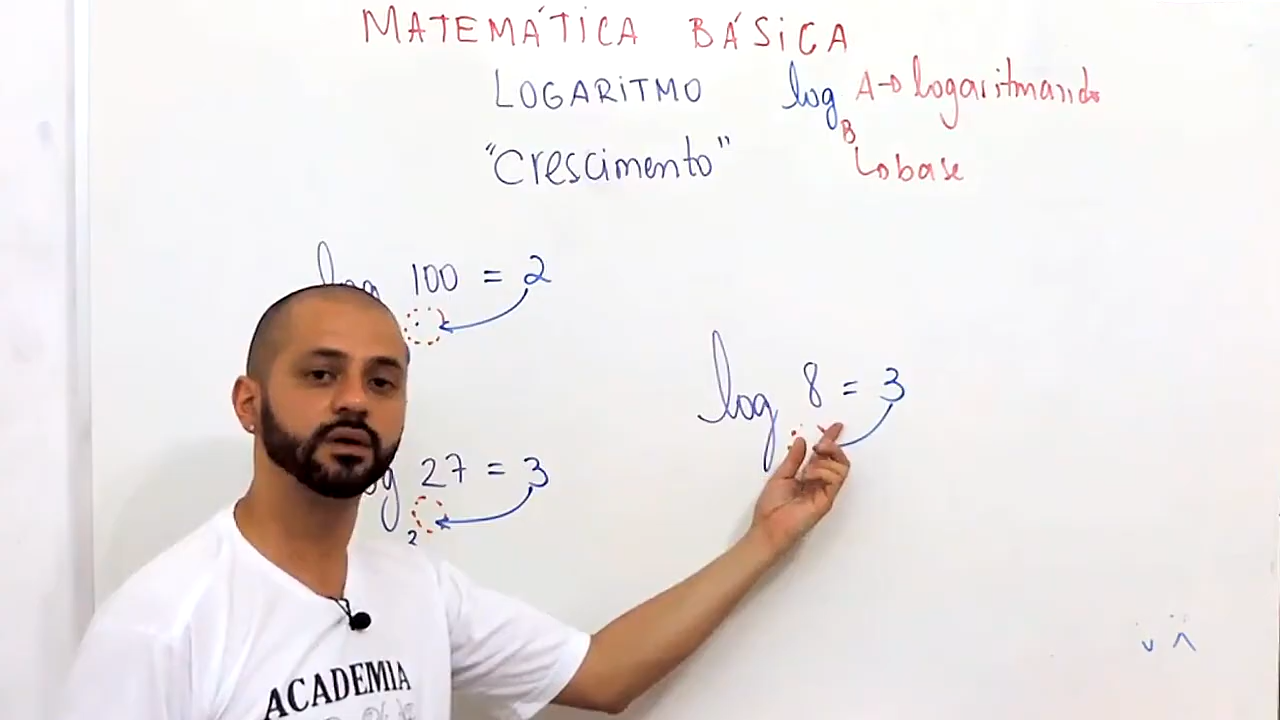 MATEMÁTICA BÁSICA
LOGARITMO
log A→logaritmando
B
base
"Crescimento"
log 100 = 2
log 8 = 3
27 = 3
2
ACADEMIA